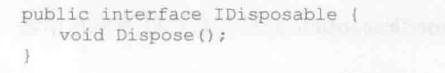 public interface IDisposable {
   void Dispose();
}